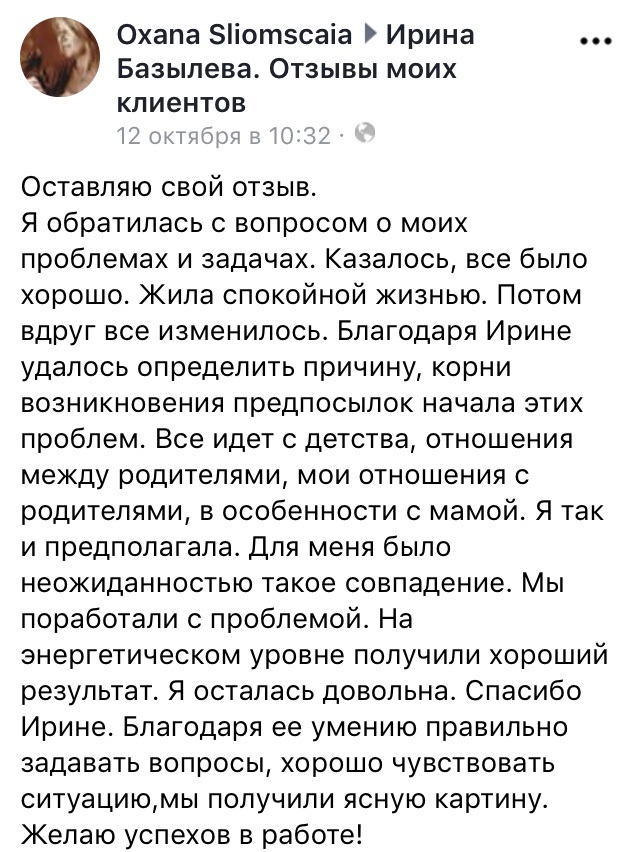 Oxana Sliomscaia ▶ Ирина
Базылева. Отзывы моих
клиентов
12 октября в 10:32 ·
Оставляю свой отзыв.
Я обратилась с вопросом о моих
проблемах и задачах. Казалось, все было
хорошо. Жила спокойной жизнью. Потом
вдруг все изменилось. Благодаря Ирине
удалось определить причину, корни
возникновения предпосылок начала этих
проблем. Все идет с детства, отношения
между родителями, мои отношения с
родителями, в особенности с мамой. Я так
и предполагала. Для меня было
неожиданностью такое совпадение. Мы
поработали с проблемой. На
энергетическом уровне получили хороший
результат. Я осталась довольна. Спасибо
Ирине. Благодаря ее умению правильно
задавать вопросы, хорошо чувствовать
ситуацию,мы получили ясную картину.
Желаю успехов в работе!